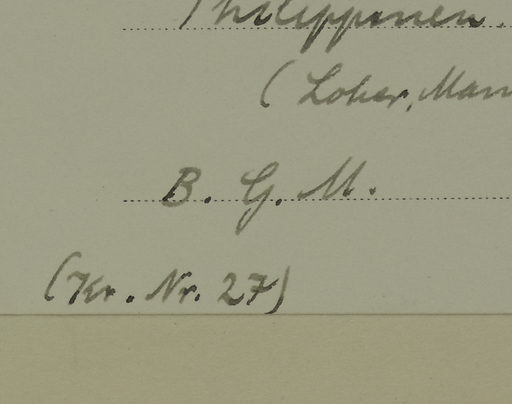 Philippinen.
(Loher, Man
B. G. M.
(Kr. Nr. 27)